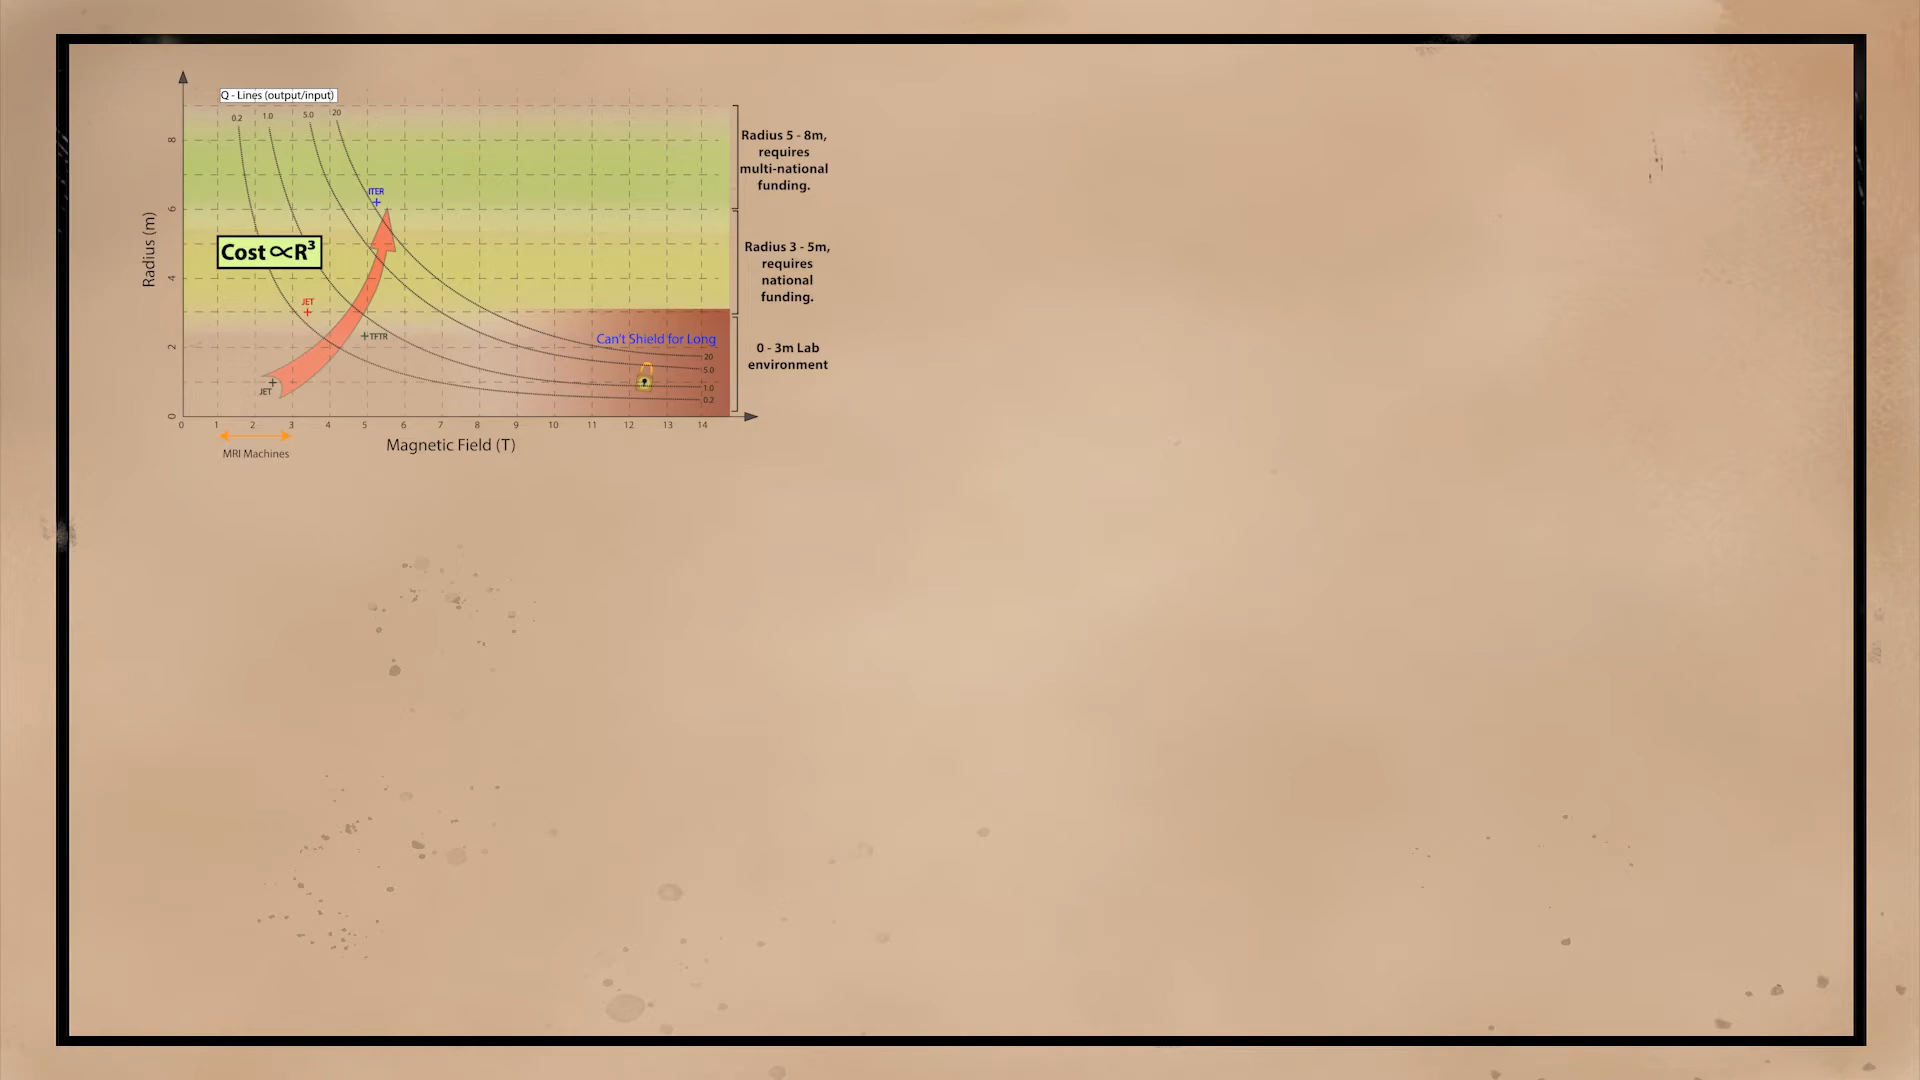 Q - Lines (output/input)
0.2 1.0 5.0 20
8
6
4
2
0
Radius (m)
ITER
Cost ∝R³
JET
TFTR
JET
Can't Shield for Long
20
5.0
1.0
0.2
0 1 2 3 4 5 6 7 8 9 10 11 12 13 14
Magnetic Field (T)
MRI Machines
Radius 5 - 8m,
requires
multi-national
funding.
Radius 3 - 5m,
requires
national
funding.
0 - 3m Lab
environment